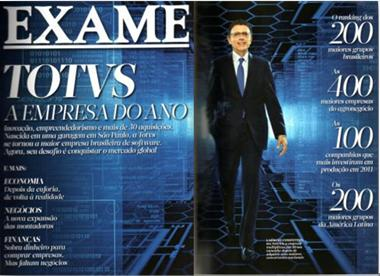 EXAME
TOTVS
A EMPRESA DO ANO
Inovação, empreendedorismo e mais de 30 aquisições.
Nascida em uma garagem em São Paulo, a Totvs
se tornou a maior empresa brasileira de software.
Agora, seu desafio é conquistar o mercado global
E MAIS:
ECONOMIA
Depois da euforia,
de volta à realidade
NEGÓCIOS
A nova expansão
das montadoras
FINANÇAS
Sobra dinheiro para
comprar empresas.
Mas faltam negócios
O ranking dos
200
maiores grupos
brasileiros
As
400
maiores empresas
do agronegócio
As
100
companhias que
mais investiram em
produção em 2011
Os
200
maiores grupos
da América Latina